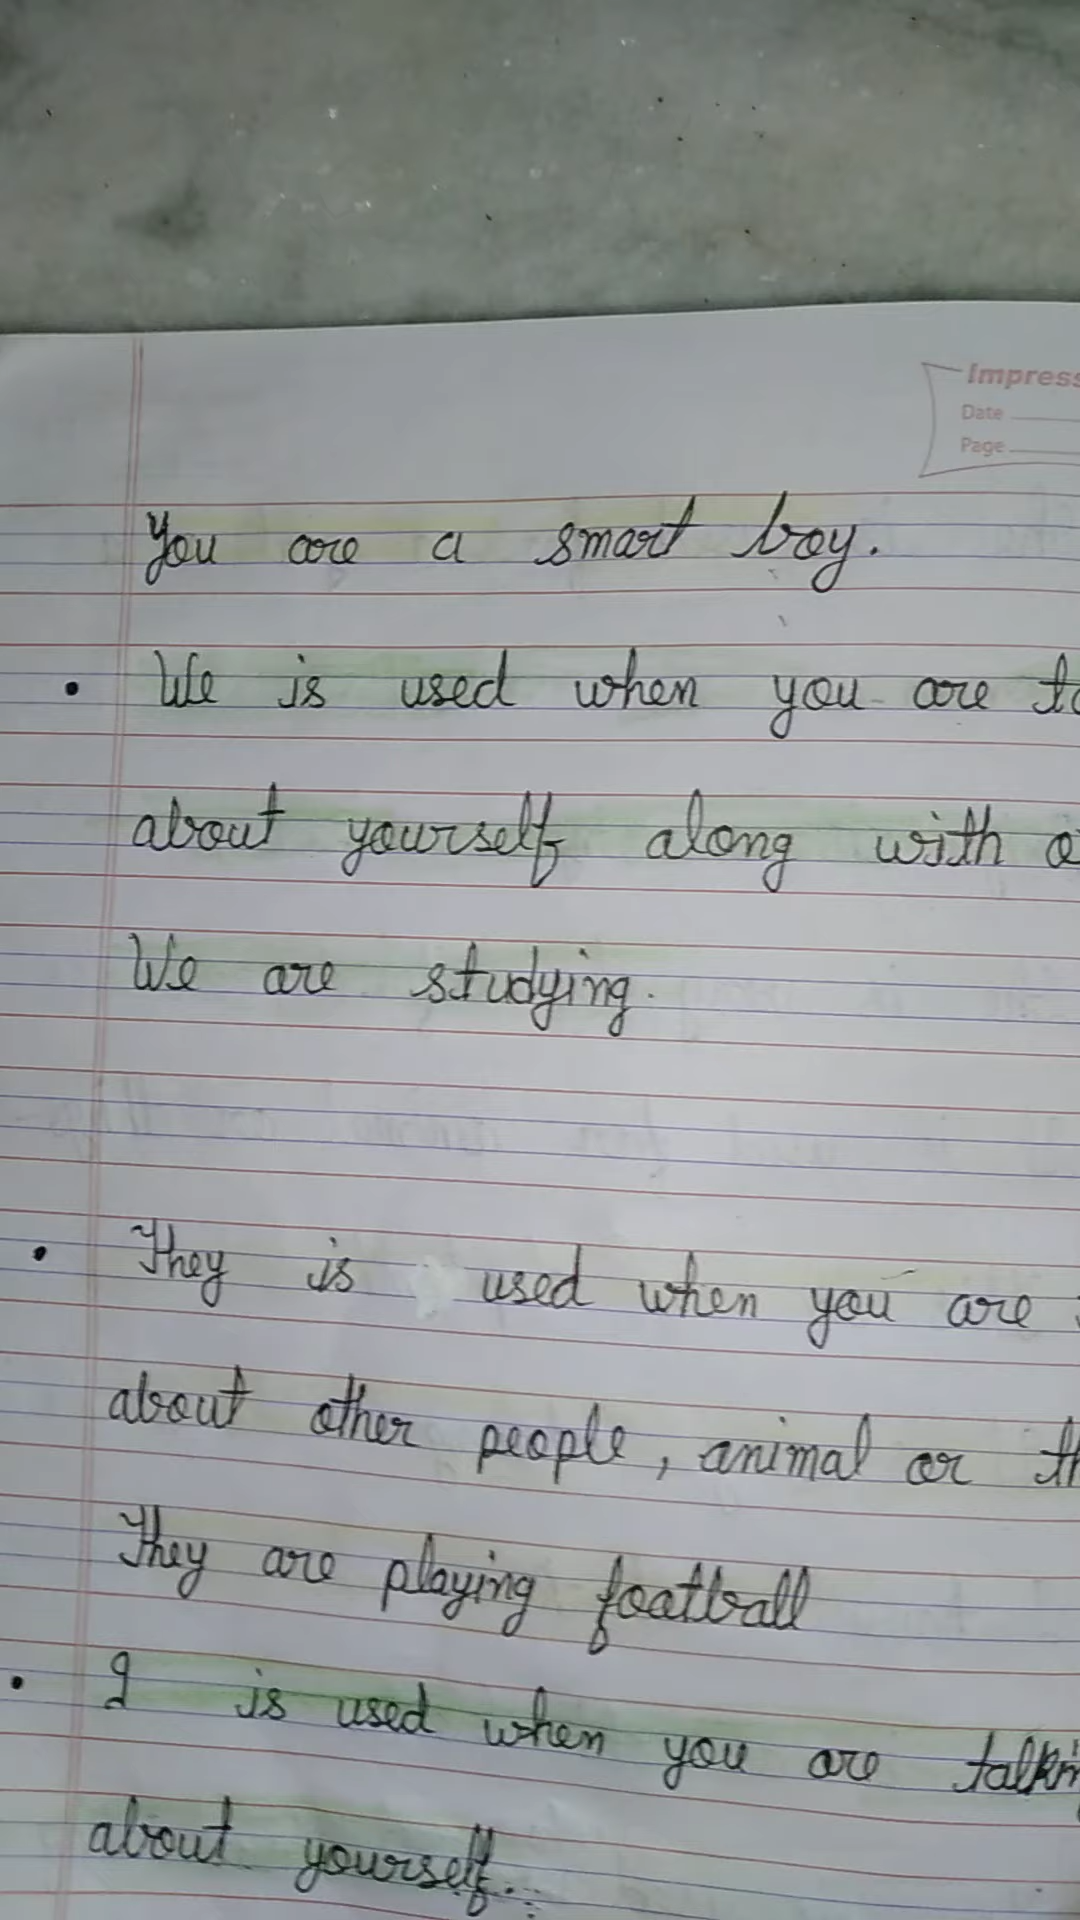 Impress
Date
Page
You are a smart boy.
• We is used when you are
about yourself along with
We are studying.
• They is used when you are
about other people, animal or
They are playing football
• I is used when you are talkin
about yourself.